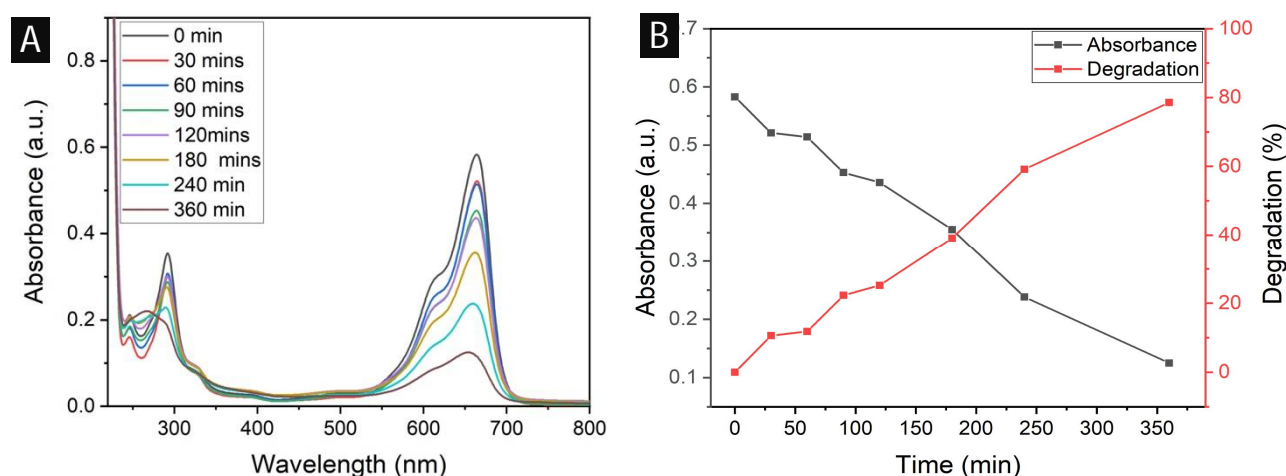 A
0 min
30 mins
60 mins
90 mins
120mins
180 mins
240 min
360 min
0.8
0.6
0.4
0.2
0.0
Absorbance (a.u.)
300
400
500
600
700
800
Wavelength (nm)
B
Absorbance
Degradation
0.7
0.6
0.5
0.4
0.3
0.2
0.1
Absorbance (a.u.)
100
80
60
40
20
0
Degradation (%)
0
50
100
150
200
250
300
350
Time (min)